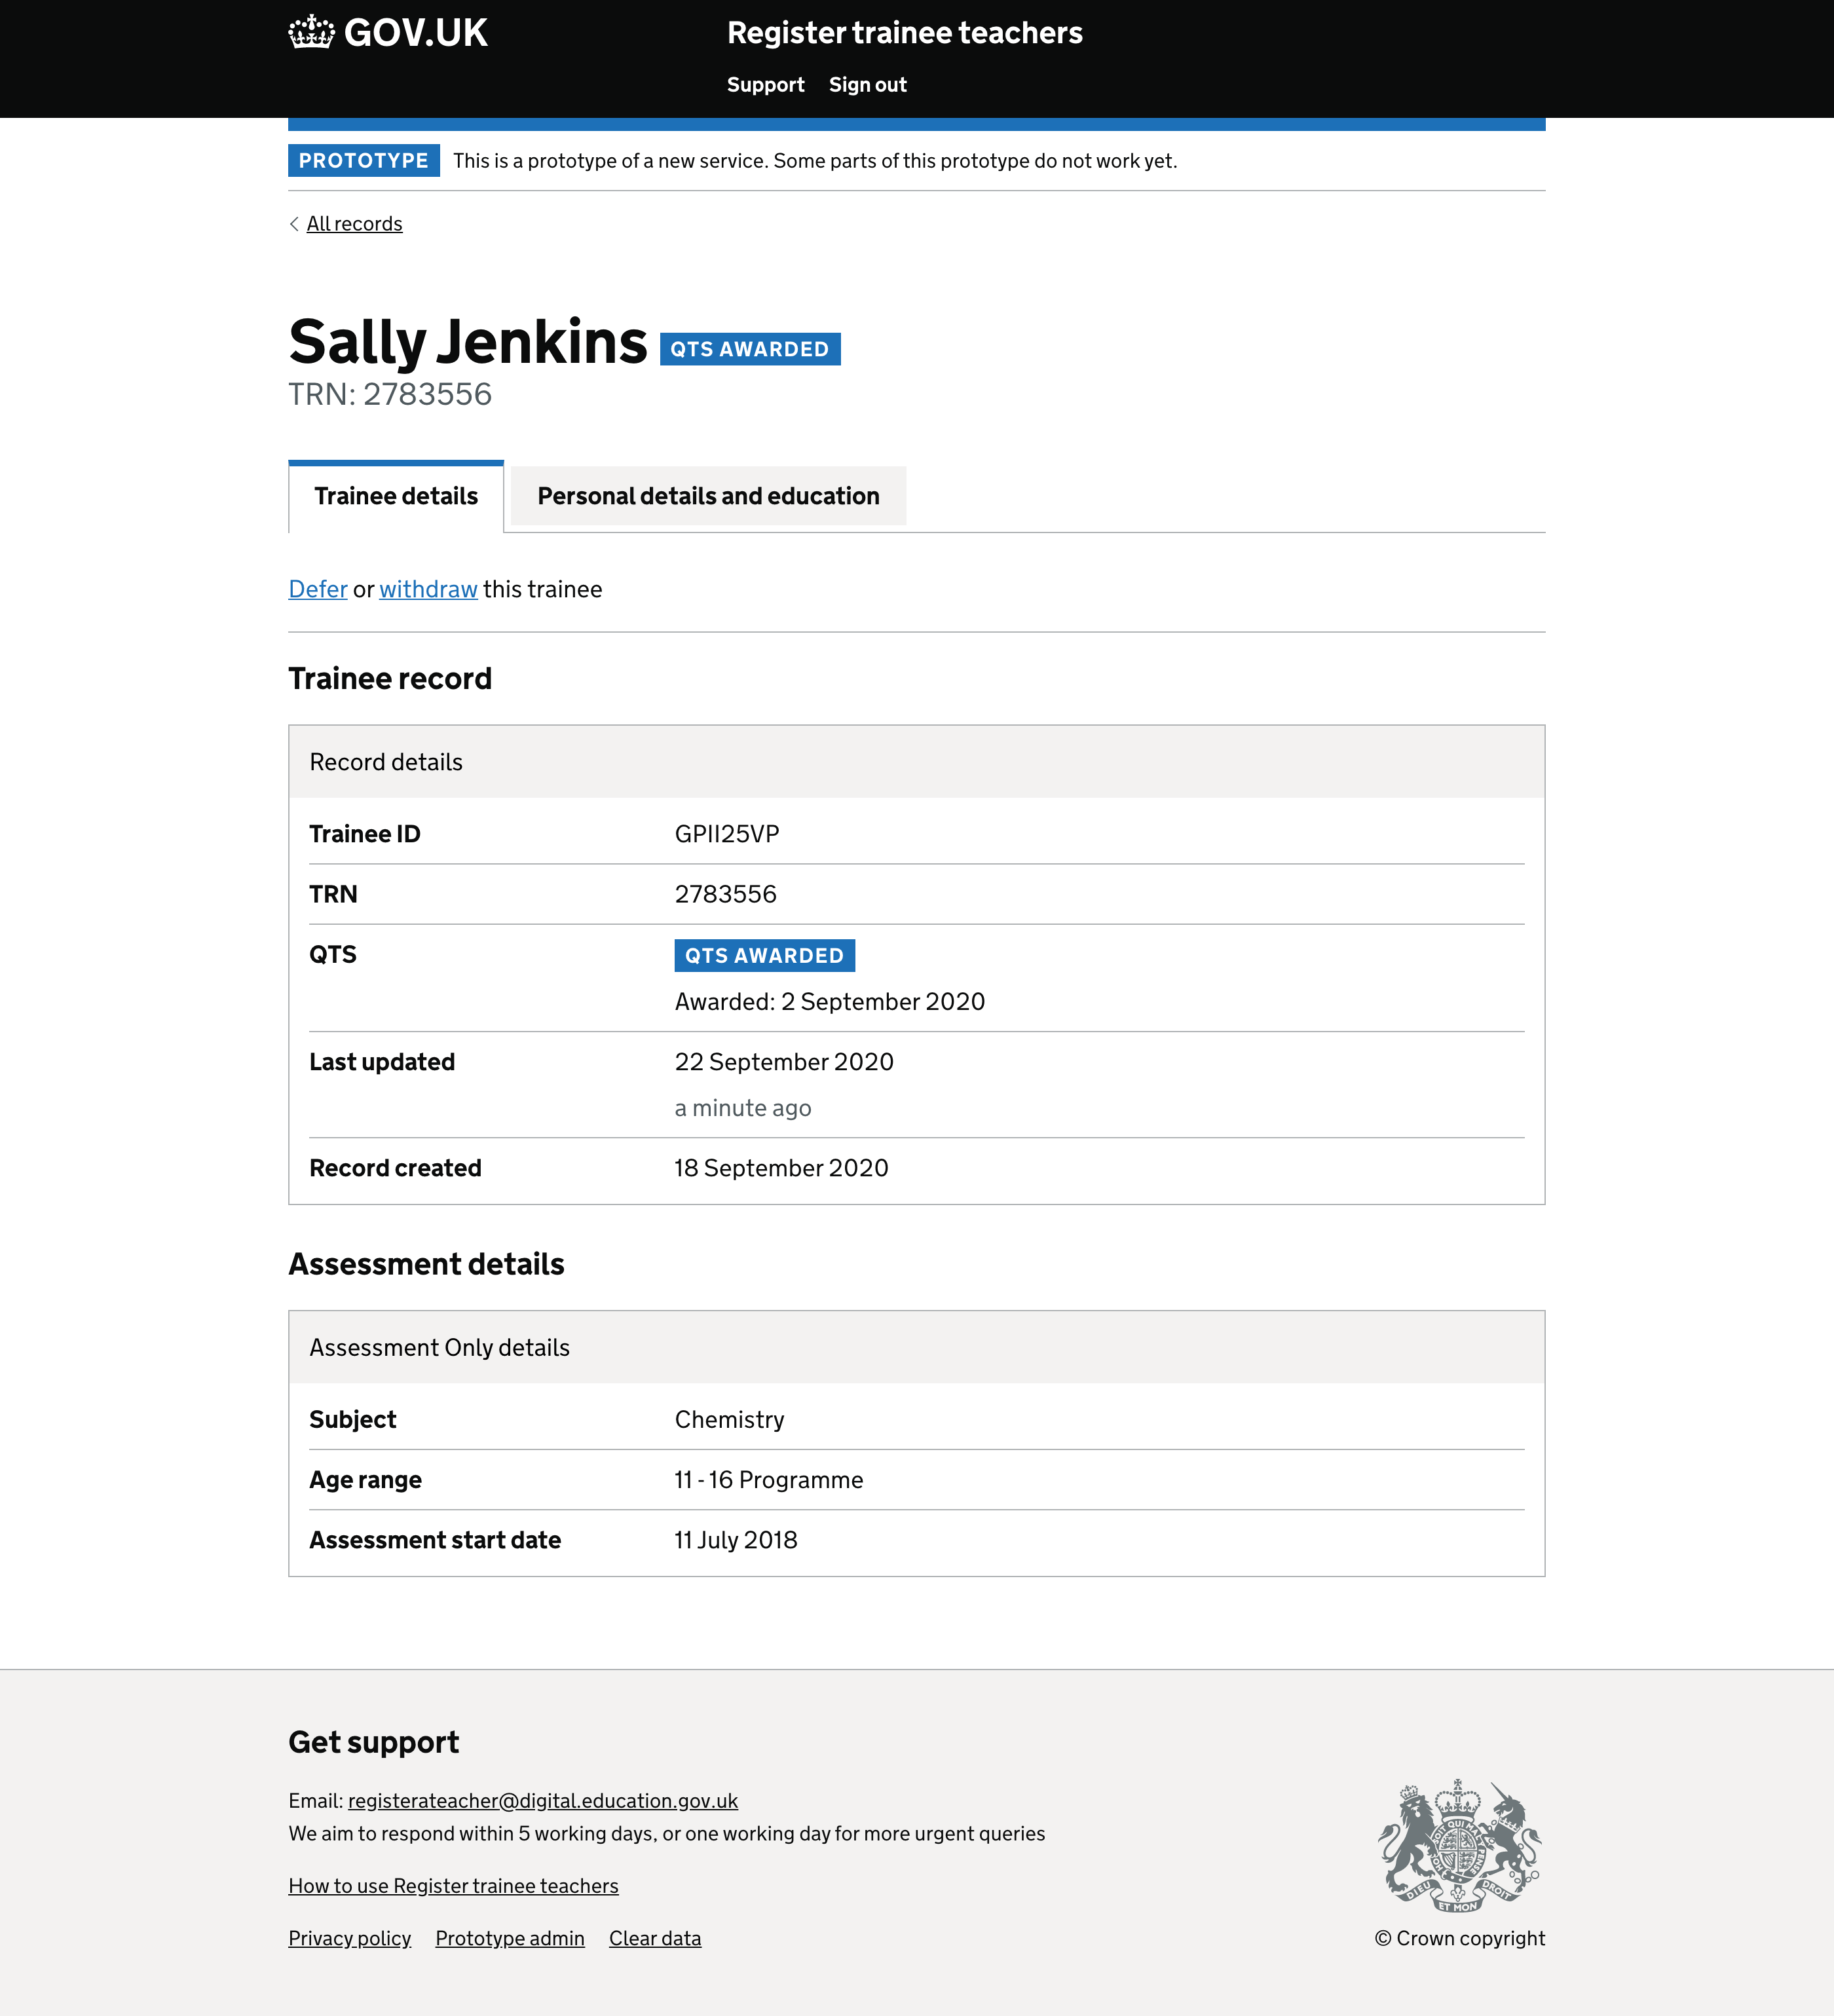 GOV.UK
Register trainee teachers
Support Sign out
PROTOTYPE This is a prototype of a new service. Some parts of this prototype do not work yet.
All records
Sally Jenkins QTS AWARDED
TRN: 2783556
Trainee details Personal details and education
Defer or withdraw this trainee
Trainee record
Record details
Trainee ID GPII25VP
TRN 2783556
QTS QTS AWARDED
Awarded: 2 September 2020
Last updated 22 September 2020
a minute ago
Record created 18 September 2020
Assessment details
Assessment Only details
Subject Chemistry
Age range 11 - 16 Programme
Assessment start date 11 July 2018
Get support
Email: registerateacher@digital.education.gov.uk
We aim to respond within 5 working days, or one working day for more urgent queries
How to use Register trainee teachers
Privacy policy Prototype admin Clear data
DIEU ET MON DROIT
© Crown copyright